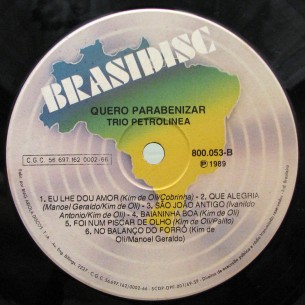 BRASIDISC
QUERO PARABENIZAR
TRIO PETROLINEA
C.G.C. 56.697.162 0002-66
800.053-B
Ⓟ 1989
1. EU LHE DOU AMOR (Kim de Oli/Cobrinha) - 2. QUE ALEGRIA
(Manoel Geraldo/Kim de Oli) - 3. SÃO JOÃO ANTIGO (Ivanildo
Antonio/Kim de Oli) - 4. BAIANINHA BOA (Kim de Oli)
5. FOI NUM PISCAR DE OLHO (Kim de Oli/Palito)
6. NO BALANÇO DO FORRÓ (Kim de
Oli/Manoel Geraldo)